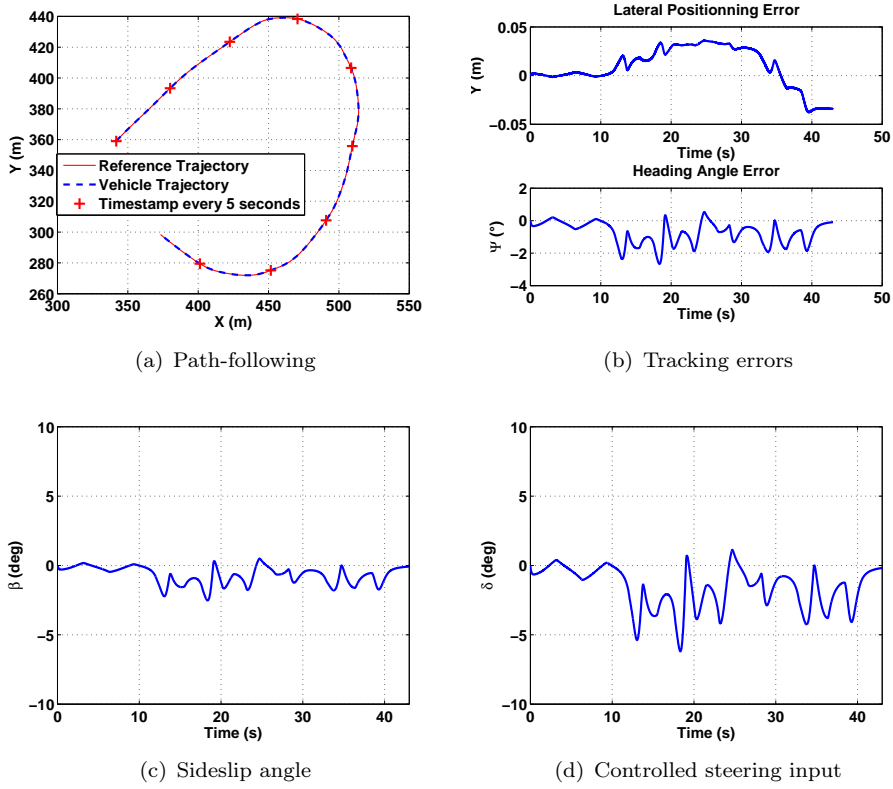 440
420
400
380
360
340
320
300
280
260
300
350
400
450
500
550
Y (m)
X (m)
Reference Trajectory
Vehicle Trajectory
Timestamp every 5 seconds
(a) Path-following
Lateral Positionning Error
0.05
0
−0.05
Y (m)
0
10
20
30
40
50
Time (s)
Heading Angle Error
2
0
−2
−4
Ψ (°)
0
10
20
30
40
50
Time (s)
(b) Tracking errors
10
5
0
−5
−10
β (deg)
0
10
20
30
40
Time (s)
(c) Sideslip angle
10
5
0
−5
−10
δ (deg)
0
10
20
30
40
Time (s)
(d) Controlled steering input